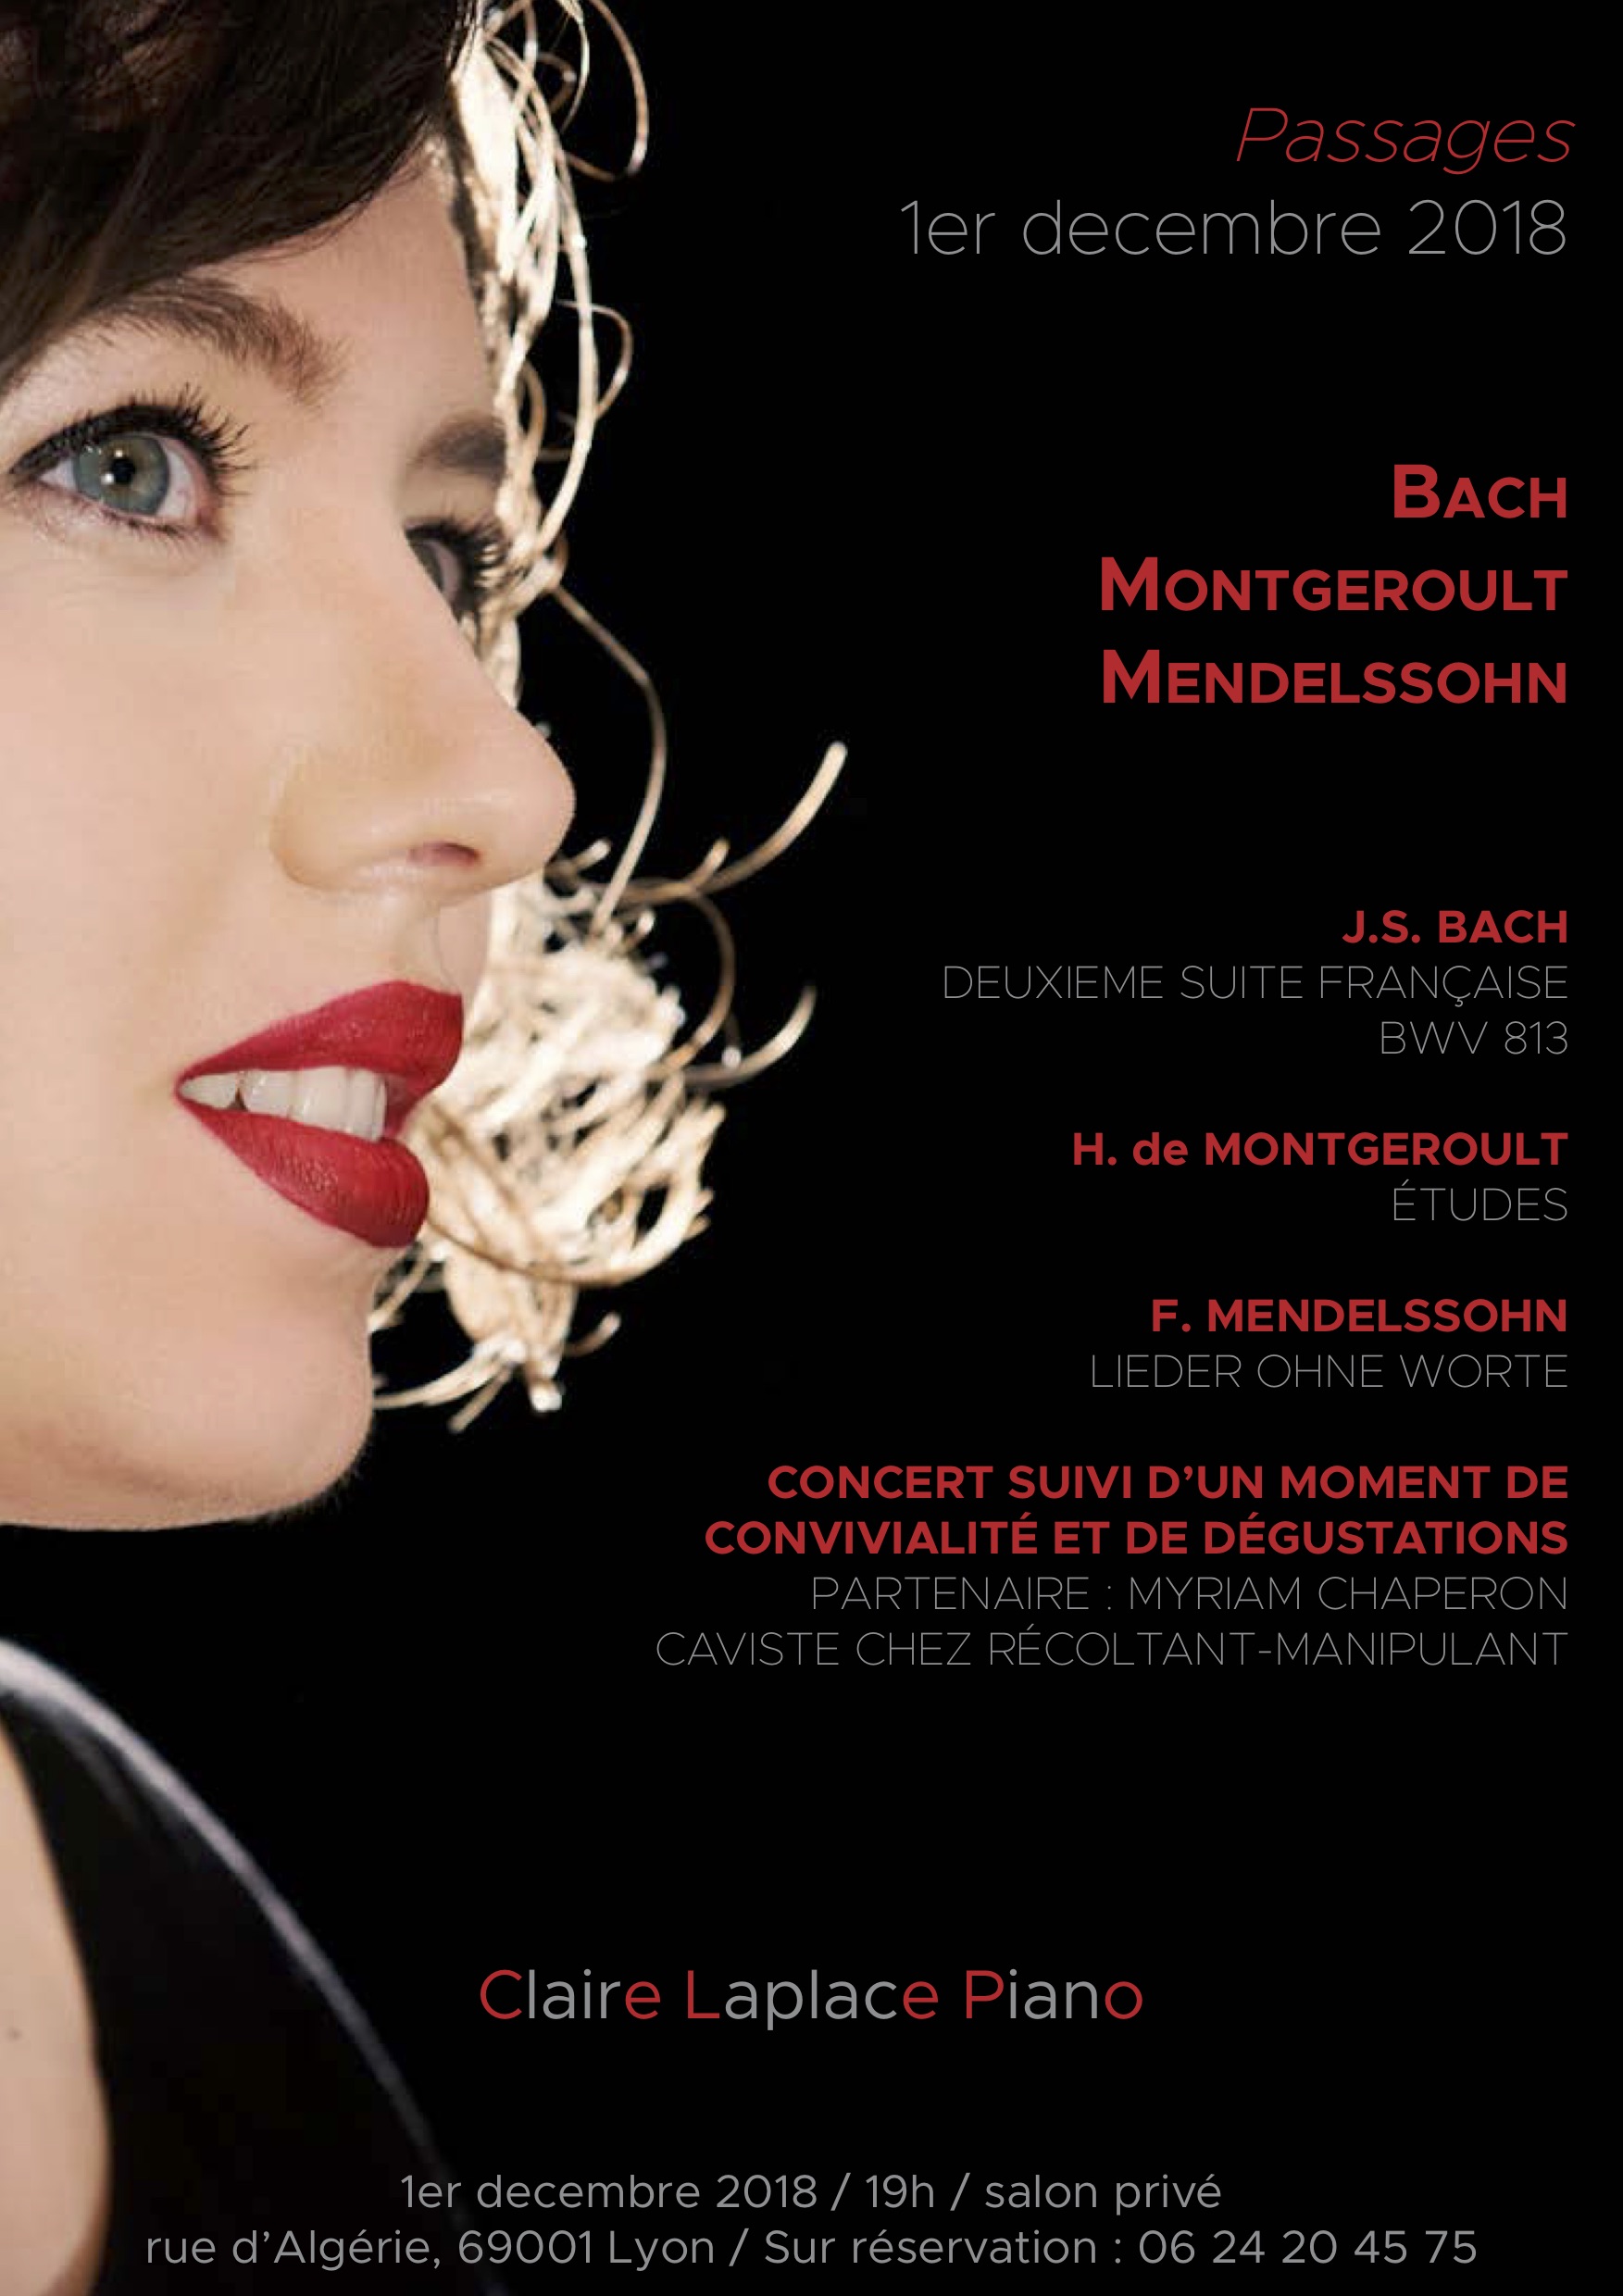 Passages
1er decembre 2018
BACH
MONTGEROULT
MENDELSSOHN
J.S. BACH
DEUXIEME SUITE FRANÇAISE
BWV 813
H. de MONTGEROULT
ÉTUDES
F. MENDELSSOHN
LIEDER OHNE WORTE
CONCERT SUIVI D’UN MOMENT DE
CONVIVIALITÉ ET DE DÉGUSTATIONS
PARTENAIRE : MYRIAM CHAPERON
CAVISTE CHEZ RÉCOLTANT-MANIPULANT
Claire Laplace Piano
1er decembre 2018 / 19h / salon privé
rue d’Algérie, 69001 Lyon / Sur réservation : 06 24 20 45 75